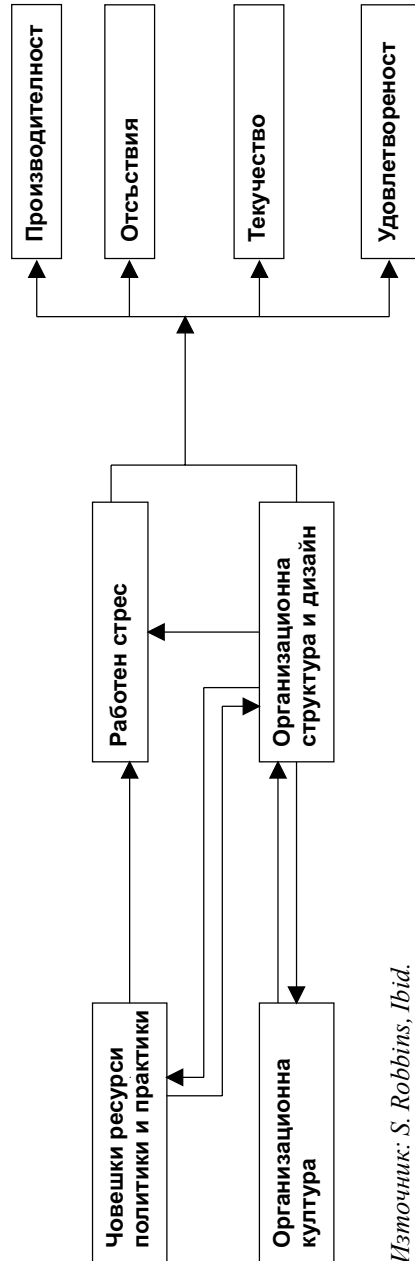 Човешки ресурси
политики и практики
Организационна
култура
Работен стрес
Организационна
структура и дизайн
Производителност
Отсъствия
Текучество
Удовлетвореност
Източник: S. Robbins, Ibid.